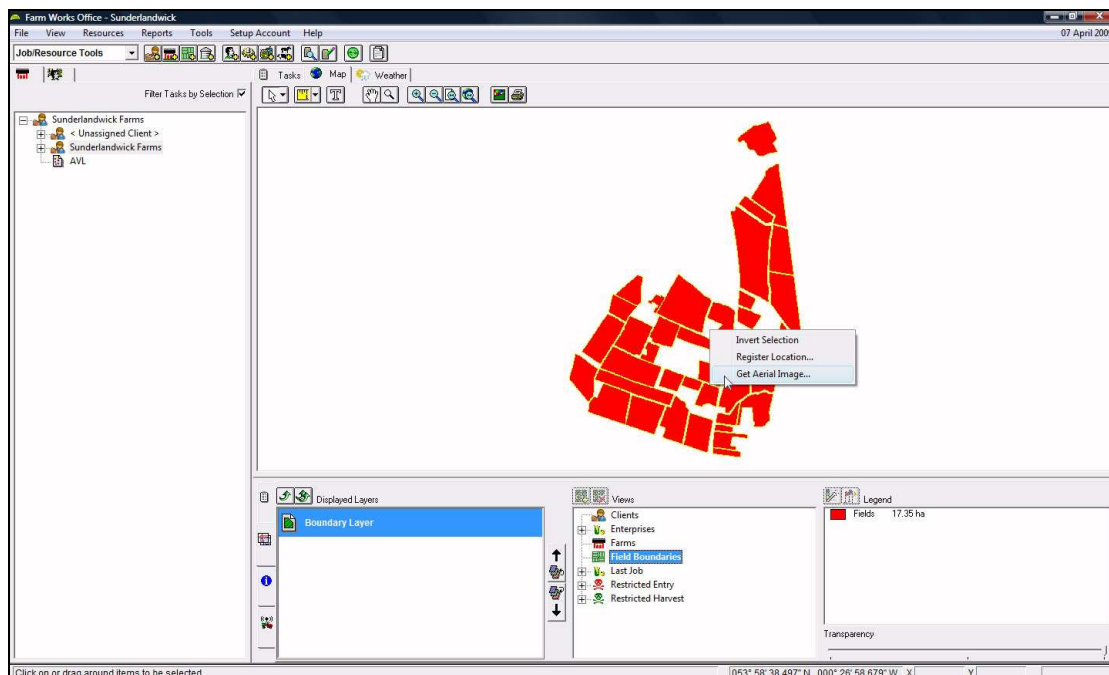 Farm Works Office - Sunderlandwick
File View Resources Reports Tools Setup Account Help
07 April 200
Job/Resource Tools
Tasks Map Weather
Filter Tasks by Selection
Sunderlandwick Farms
< Unassigned Client >
Sunderlandwick Farms
AVL
Invert Selection
Register Location...
Get Aerial Image...
Displayed Layers
Boundary Layer
Views
Clients
Enterprises
Farms
Field Boundaries
Last Job
Restricted Entry
Restricted Harvest
Legend
Fields 17.35 ha
Transparency
Click on or drag around items to be selected
053° 58' 38.497" N 000° 26' 58.679" W X Y